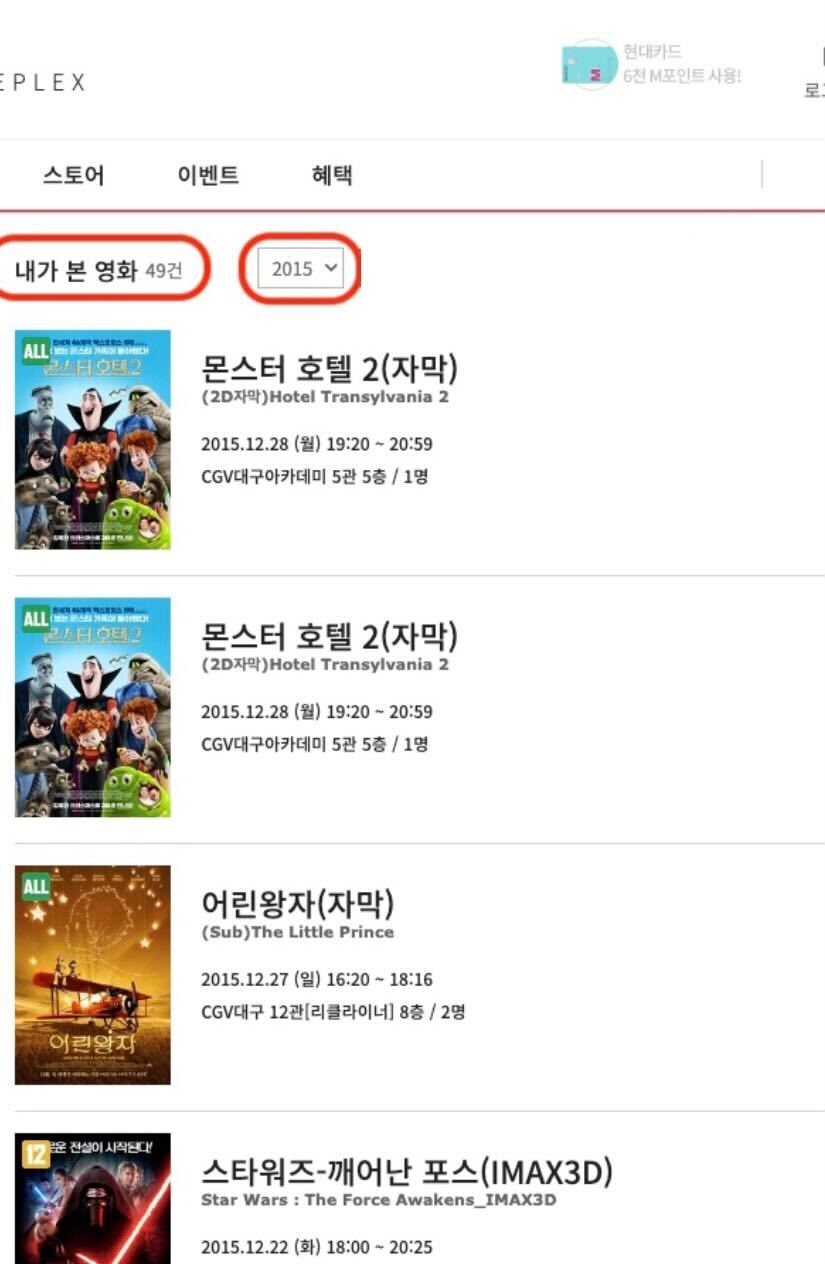 EPLEX
현대카드
6천 M포인트 사용!
스토어 이벤트 혜택
내가 본 영화 49건 2015
ALL
몬스터 호텔2
몬스터 호텔 2(자막)
(2D자막)Hotel Transylvania 2
2015.12.28 (월) 19:20 ~ 20:59
CGV대구아카데미 5관 5층 / 1명
ALL
몬스터 호텔2
몬스터 호텔 2(자막)
(2D자막)Hotel Transylvania 2
2015.12.28 (월) 19:20 ~ 20:59
CGV대구아카데미 5관 5층 / 1명
ALL
어린왕자
어린왕자(자막)
(Sub)The Little Prince
2015.12.27 (일) 16:20 ~ 18:16
CGV대구 12관[리클라이너] 8층 / 2명
12
전설이 시작된다!
스타워즈-깨어난 포스(IMAX3D)
Star Wars : The Force Awakens_IMAX3D
2015.12.22 (화) 18:00 ~ 20:25